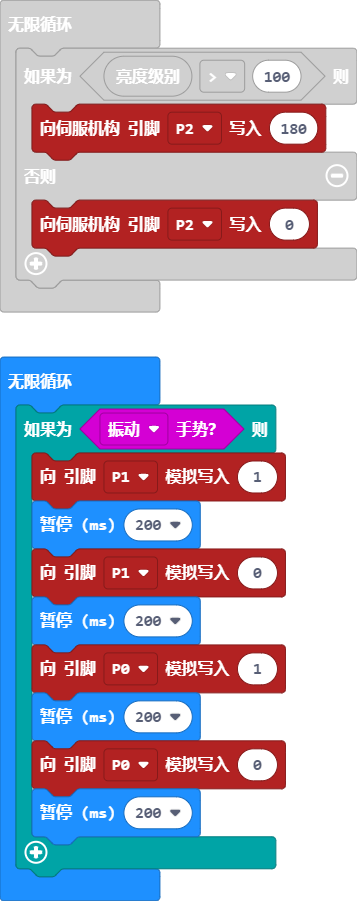 无限循环
如果为 亮度级别 > 100 则
向伺服机构 引脚 P2 写入 180
否则
向伺服机构 引脚 P2 写入 0
无限循环
如果为 振动 手势? 则
向 引脚 P1 模拟写入 1
暂停 (ms) 200
向 引脚 P1 模拟写入 0
暂停 (ms) 200
向 引脚 P0 模拟写入 1
暂停 (ms) 200
向 引脚 P0 模拟写入 0
暂停 (ms) 200